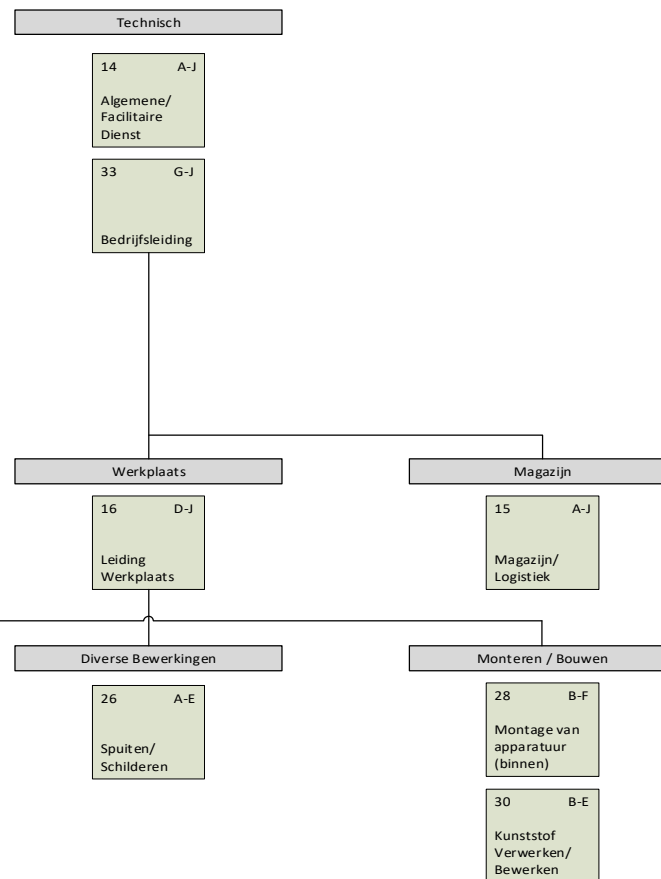 Technisch
14 A-J
Algemene/
Facilitaire
Dienst
33 G-J
Bedrijfsleiding
Werkplaats
Magazijn
16 D-J
Leiding
Werkplaats
15 A-J
Magazijn/
Logistiek
Diverse Bewerkingen
Monteren / Bouwen
26 A-E
Spuiten/
Schilderen
28 B-F
Montage van
apparatuur
(binnen)
30 B-E
Kunststof
Verwerken/
Bewerken